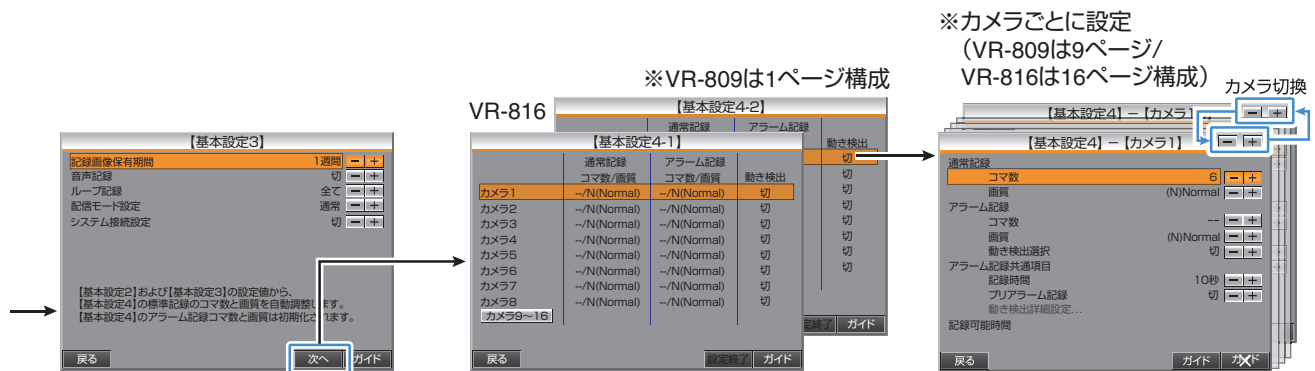 ※カメラごとに設定
（VR-809は9ページ/
VR-816は16ページ構成）
カメラ切換
※VR-809は1ページ構成
VR-816
【基本設定3】
記録画像保有期間 1週間 － ＋
音声記録 切 － ＋
ループ記録 全て － ＋
配信モード設定 通常 － ＋
システム接続設定 切 － ＋
【基本設定2】および【基本設定3】の設定値から、
【基本設定4】の標準記録のコマ数と画質を自動調整します。
【基本設定4】のアラーム記録コマ数と画質は初期化されます。
戻る 次へ ガイド
【基本設定4-2】
通常記録 アラーム記録
動き検出
切
切
切
切
切
切
切
切
ガイド
【基本設定4-1】
通常記録 アラーム記録
コマ数/画質 コマ数/画質 動き検出
カメラ1 --/N(Normal) --/N(Normal) 切
カメラ2 --/N(Normal) --/N(Normal) 切
カメラ3 --/N(Normal) --/N(Normal) 切
カメラ4 --/N(Normal) --/N(Normal) 切
カメラ5 --/N(Normal) --/N(Normal) 切
カメラ6 --/N(Normal) --/N(Normal) 切
カメラ7 --/N(Normal) --/N(Normal) 切
カメラ8 --/N(Normal) --/N(Normal) 切
カメラ9～16
戻る 設定終了 ガイド
【基本設定4】－【カメラ1 － ＋
【基本設定4】－【カメラ1】 － ＋
通常記録
コマ数 6 － ＋
画質 (N)Normal － ＋
アラーム記録
コマ数 -- － ＋
画質 (N)Normal － ＋
動き検出選択 切 － ＋
アラーム記録共通項目
記録時間 10秒 － ＋
プリアラーム記録 切 － ＋
動き検出詳細設定...
記録可能時間
戻る ガイド